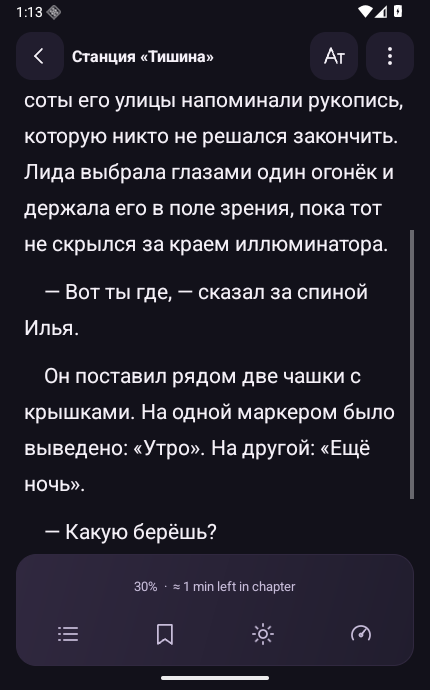 1:13
Станция «Тишина»
соты его улицы напоминали рукопись,
которую никто не решался закончить.
Лида выбрала глазами один огонёк и
держала его в поле зрения, пока тот
не скрылся за краем иллюминатора.
— Вот ты где, — сказал за спиной
Илья.
Он поставил рядом две чашки с
крышками. На одной маркером было
выведено: «Утро». На другой: «Ещё
ночь».
— Какую берёшь?
30% · ≈ 1 min left in chapter